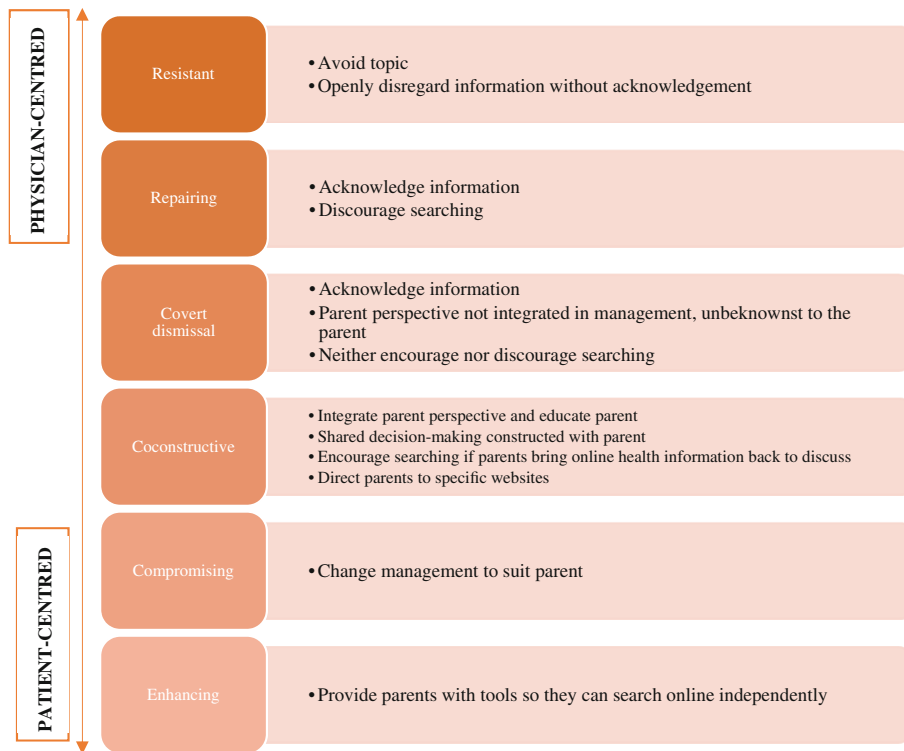 PHYSICIAN-CENTRED
Resistant
• Avoid topic
• Openly disregard information without acknowledgement
Repairing
• Acknowledge information
• Discourage searching
Covert
dismissal
• Acknowledge information
• Parent perspective not integrated in management, unbeknownst to the
parent
• Neither encourage nor discourage searching
Coconstructive
• Integrate parent perspective and educate parent
• Shared decision-making constructed with parent
• Encourage searching if parents bring online health information back to discuss
• Direct parents to specific websites
PATIENT-CENTRED
Compromising
• Change management to suit parent
Enhancing
• Provide parents with tools so they can search online independently